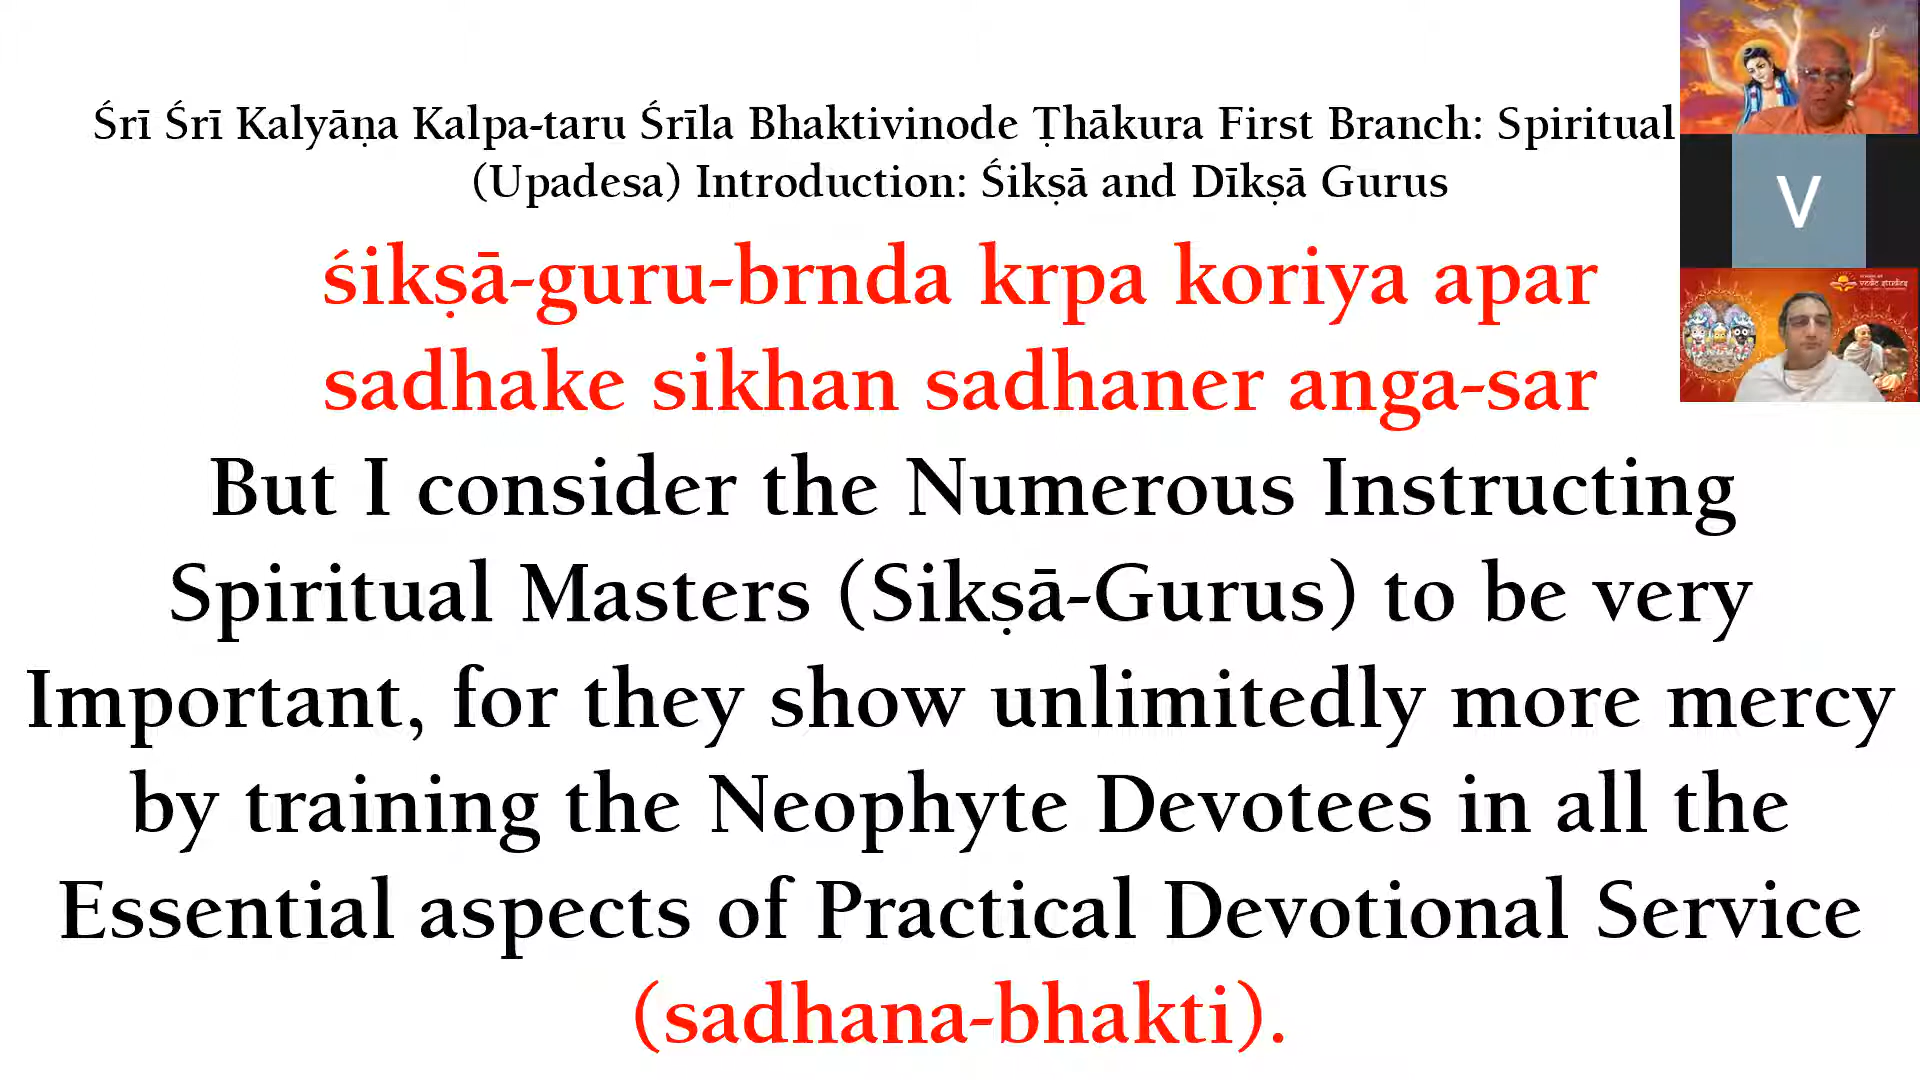 Śrī Śrī Kalyāṇa Kalpa-taru Śrīla Bhaktivinode Ṭhākura First Branch: Spiritual
(Upadesa) Introduction: Śikṣā and Dīkṣā Gurus
śikṣā-guru-brnda krpa koriya apar
sadhake sikhan sadhaner anga-sar
But I consider the Numerous Instructing
Spiritual Masters (Sikṣā-Gurus) to be very
Important, for they show unlimitedly more mercy
by training the Neophyte Devotees in all the
Essential aspects of Practical Devotional Service
(sadhana-bhakti).
V
vedic studies